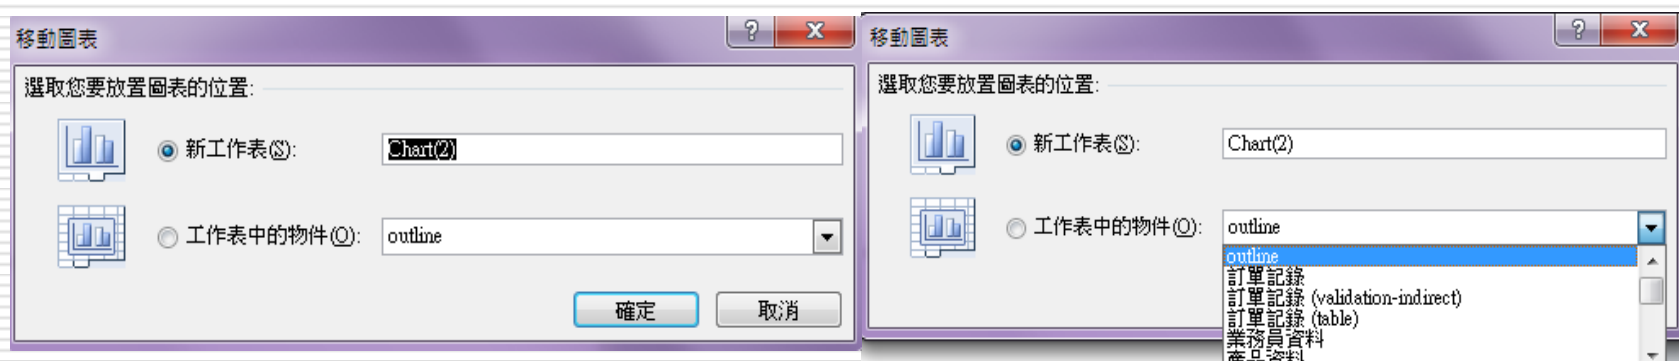 移動圖表
選取您要放置圖表的位置:
新工作表(S):
Chart(2)
工作表中的物件(O):
outline
確定
取消
移動圖表
選取您要放置圖表的位置:
新工作表(S):
Chart(2)
工作表中的物件(O):
outline
outline
訂單記錄
訂單記錄 (validation-indirect)
訂單記錄 (table)
業務員資料
產品資料